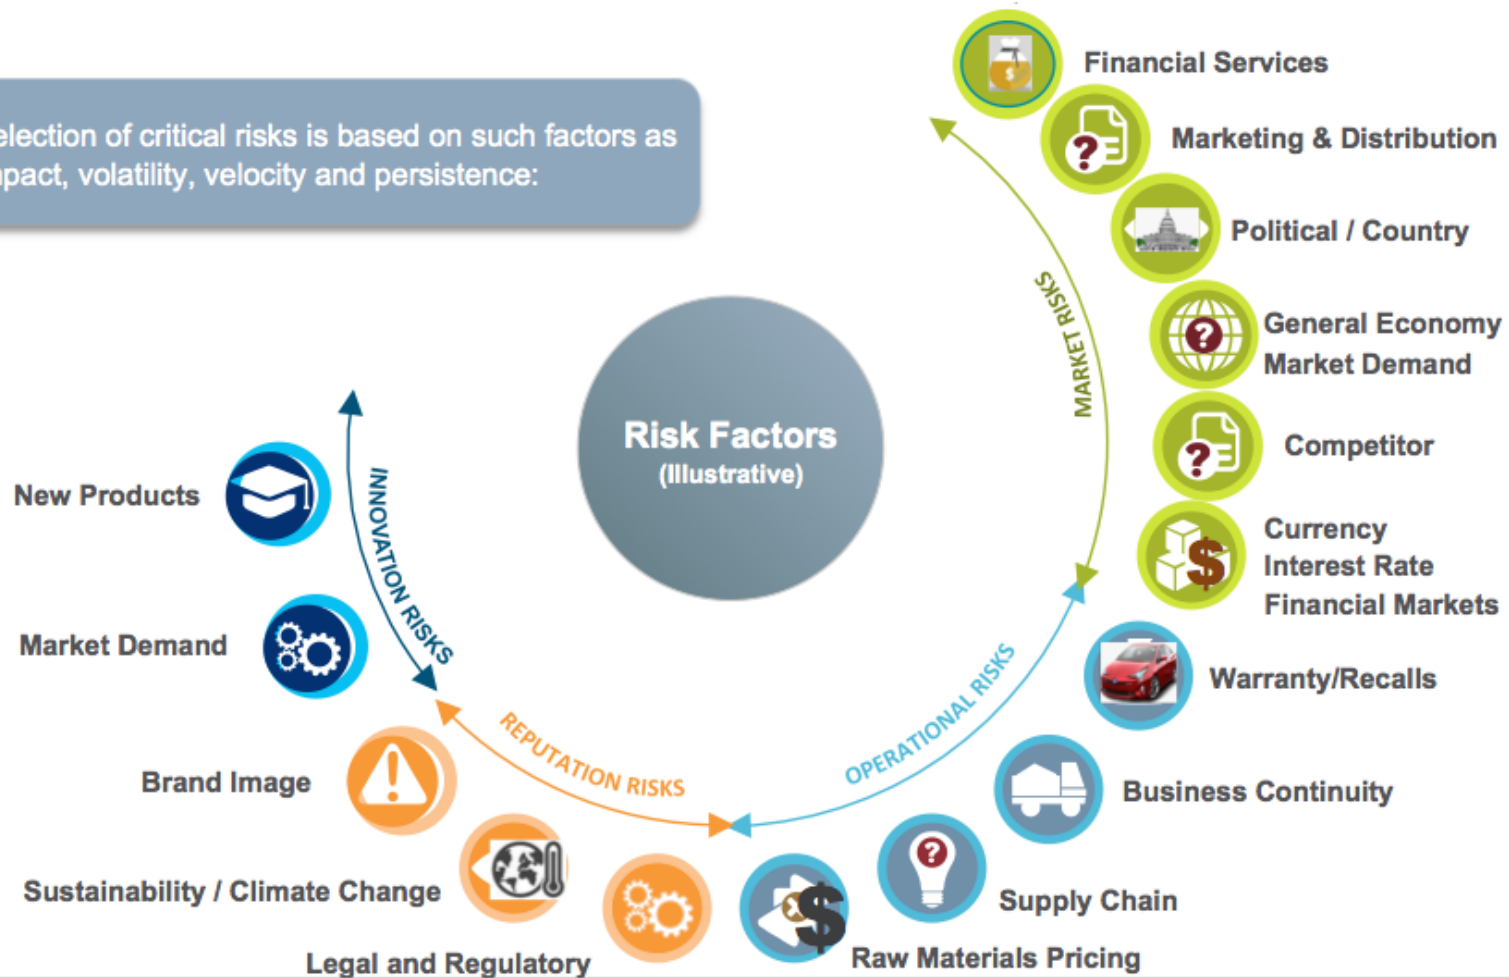 election of critical risks is based on such factors as
pact, volatility, velocity and persistence:
Financial Services
Marketing & Distribution
Political / Country
General Economy
Market Demand
Competitor
Currency
Interest Rate
Financial Markets
Warranty/Recalls
Business Continuity
Supply Chain
Raw Materials Pricing
Legal and Regulatory
Sustainability / Climate Change
Brand Image
Market Demand
New Products
MARKET RISKS
OPERATIONAL RISKS
REPUTATION RISKS
INNOVATION RISKS
Risk Factors
(Illustrative)
?
?
?
$
?
$
$